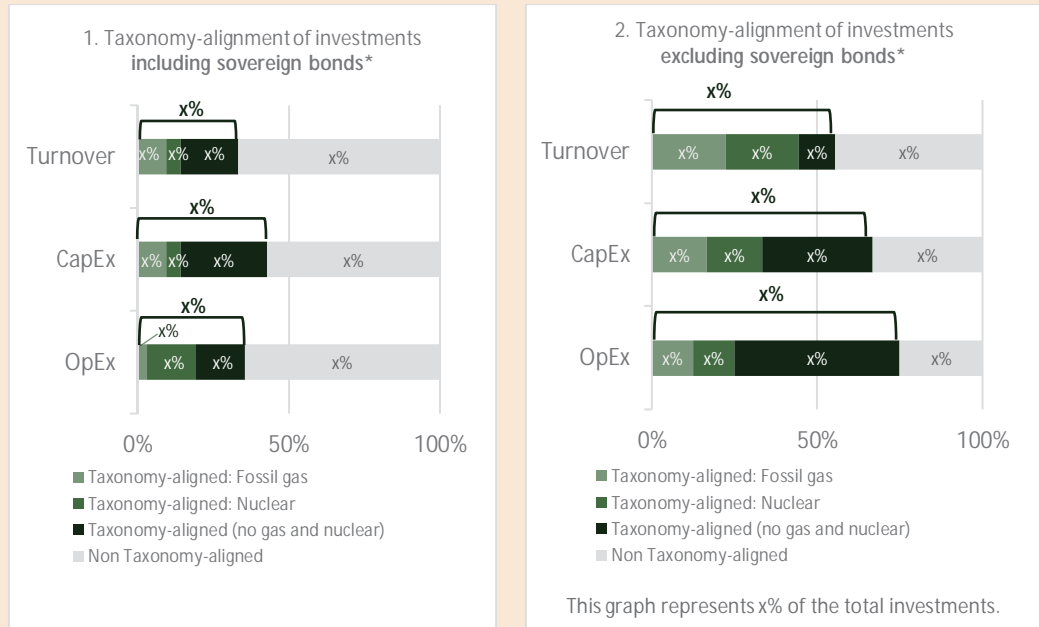 1. Taxonomy-alignment of investments
including sovereign bonds*
x%
Turnover
x% x% x% x%
x%
CapEx
x% x% x% x%
x%
x%
OpEx
x% x% x%
0% 50% 100%
Taxonomy-aligned: Fossil gas
Taxonomy-aligned: Nuclear
Taxonomy-aligned (no gas and nuclear)
Non Taxonomy-aligned
2. Taxonomy-alignment of investments
excluding sovereign bonds*
x%
Turnover
x% x% x% x%
x%
CapEx
x% x% x% x%
x%
OpEx
x% x% x% x%
0% 50% 100%
Taxonomy-aligned: Fossil gas
Taxonomy-aligned: Nuclear
Taxonomy-aligned (no gas and nuclear)
Non Taxonomy-aligned
This graph represents x% of the total investments.